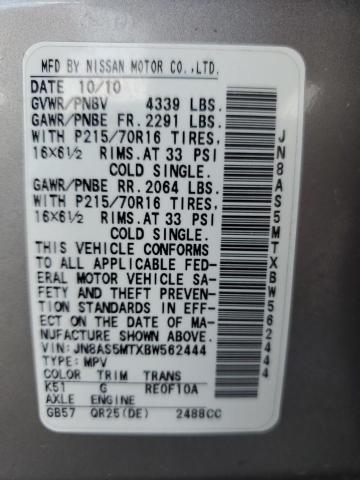 MFD BY NISSAN MOTOR CO.,LTD.
DATE 10/10
GVWR/PNBV 4339 LBS.
GAWR/PNBE FR. 2291 LBS.
WITH P215/70R16 TIRES,
16X6½ RIMS. AT 33 PSI
COLD SINGLE.
GAWR/PNBE RR. 2064 LBS.
WITH P215/70R16 TIRES,
16X6½ RIMS. AT 33 PSI
COLD SINGLE.
THIS VEHICLE CONFORMS
TO ALL APPLICABLE FED-
ERAL MOTOR VEHICLE SA-
FETY AND THEFT PREVEN-
TION STANDARDS IN EFF-
ECT ON THE DATE OF MA-
NUFACTURE SHOWN ABOVE.
VIN: JN8AS5MTXBW562444
TYPE: MPV
COLOR TRIM TRANS
K51 G RE0F10A
AXLE ENGINE
GB57 QR25(DE) 2488CC
JN8AS5MTXBW562444